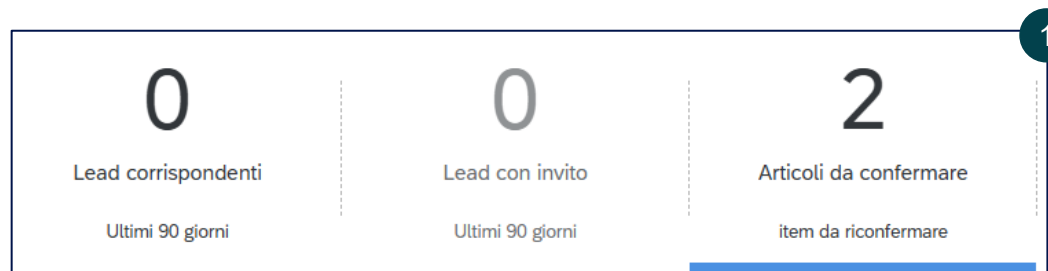 1
0 0 2
Lead corrispondenti Lead con invito Articoli da confermare
Ultimi 90 giorni Ultimi 90 giorni item da riconfermare